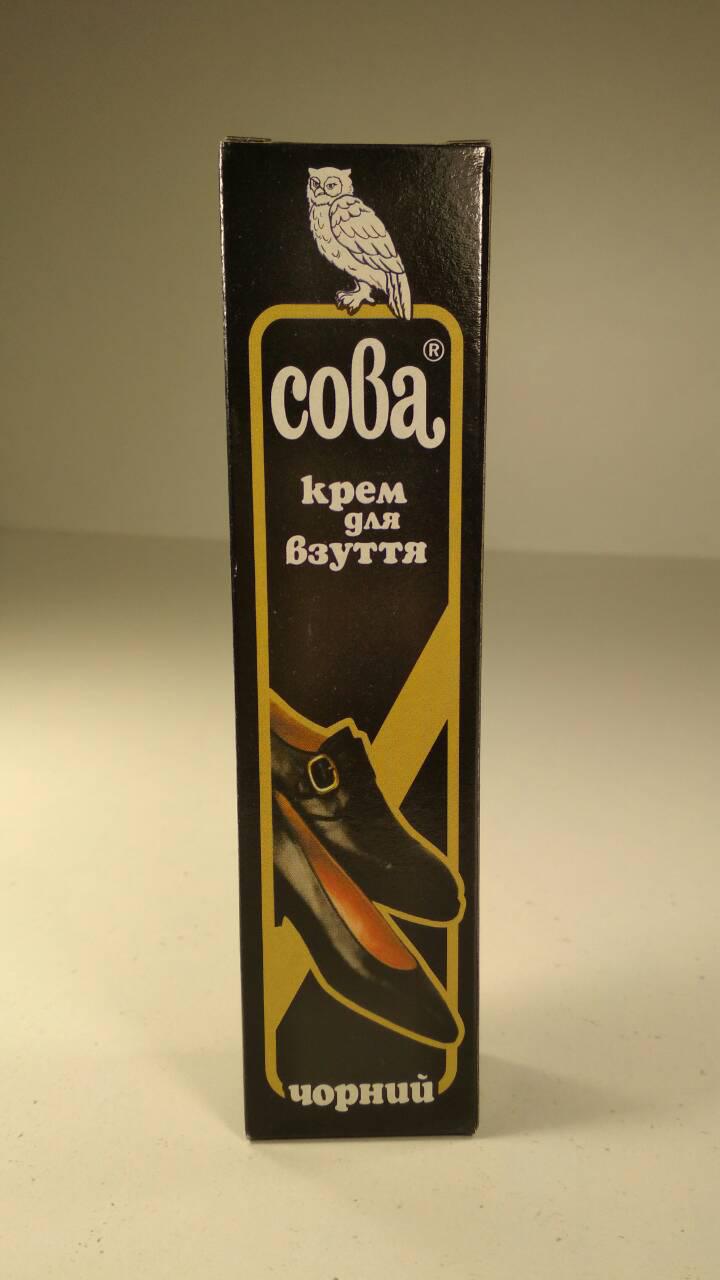 сова ®
крем
для
взуття
чорний